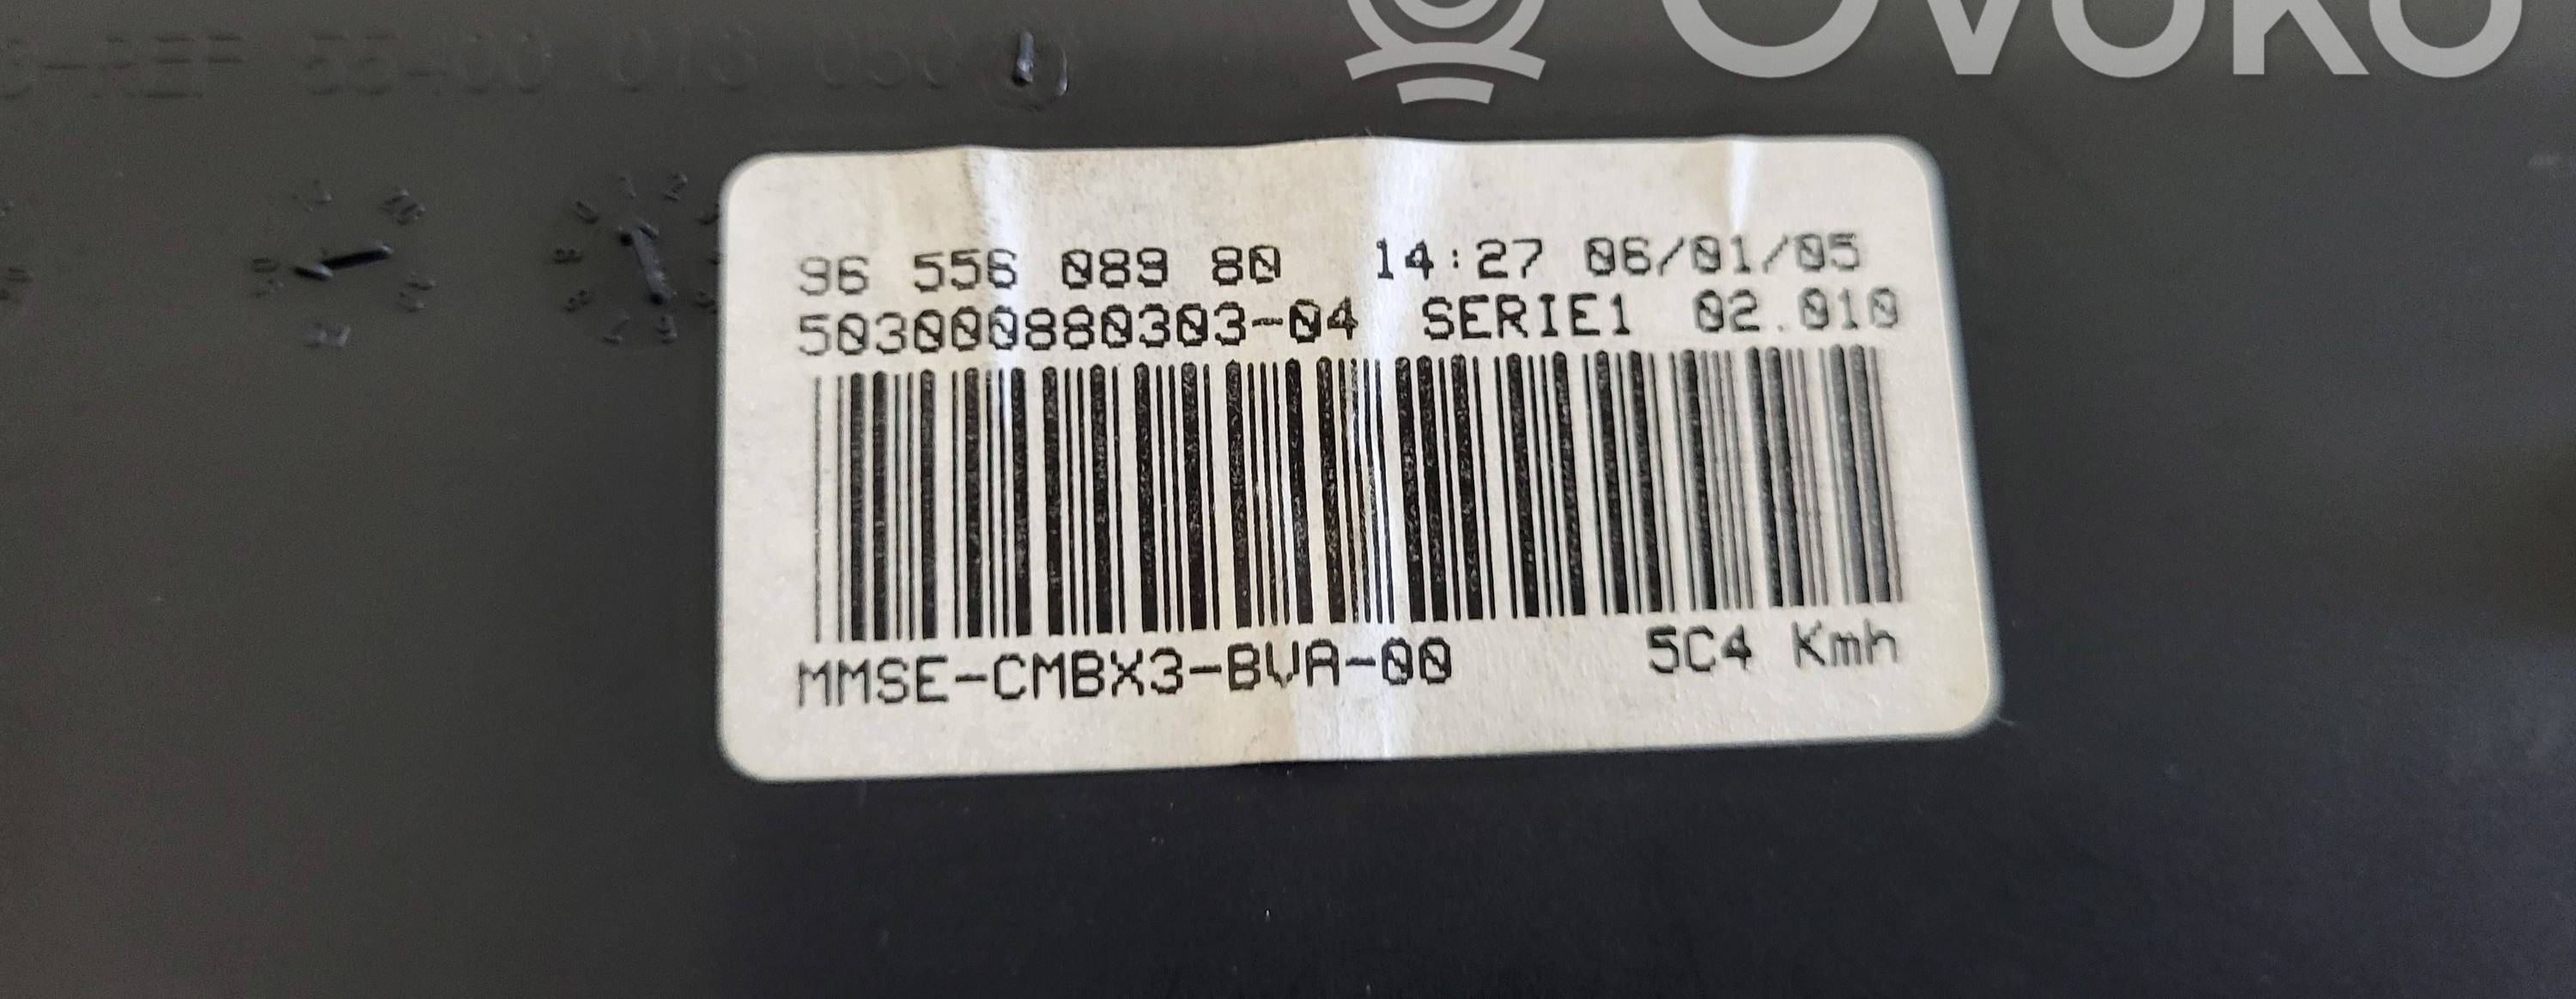 OVOKO
96 556 089 80 14:27 06/01/05
503000880303-04 SERIE1 02.010
MMSE-CMBX3-BVA-00 5C4 Kmh